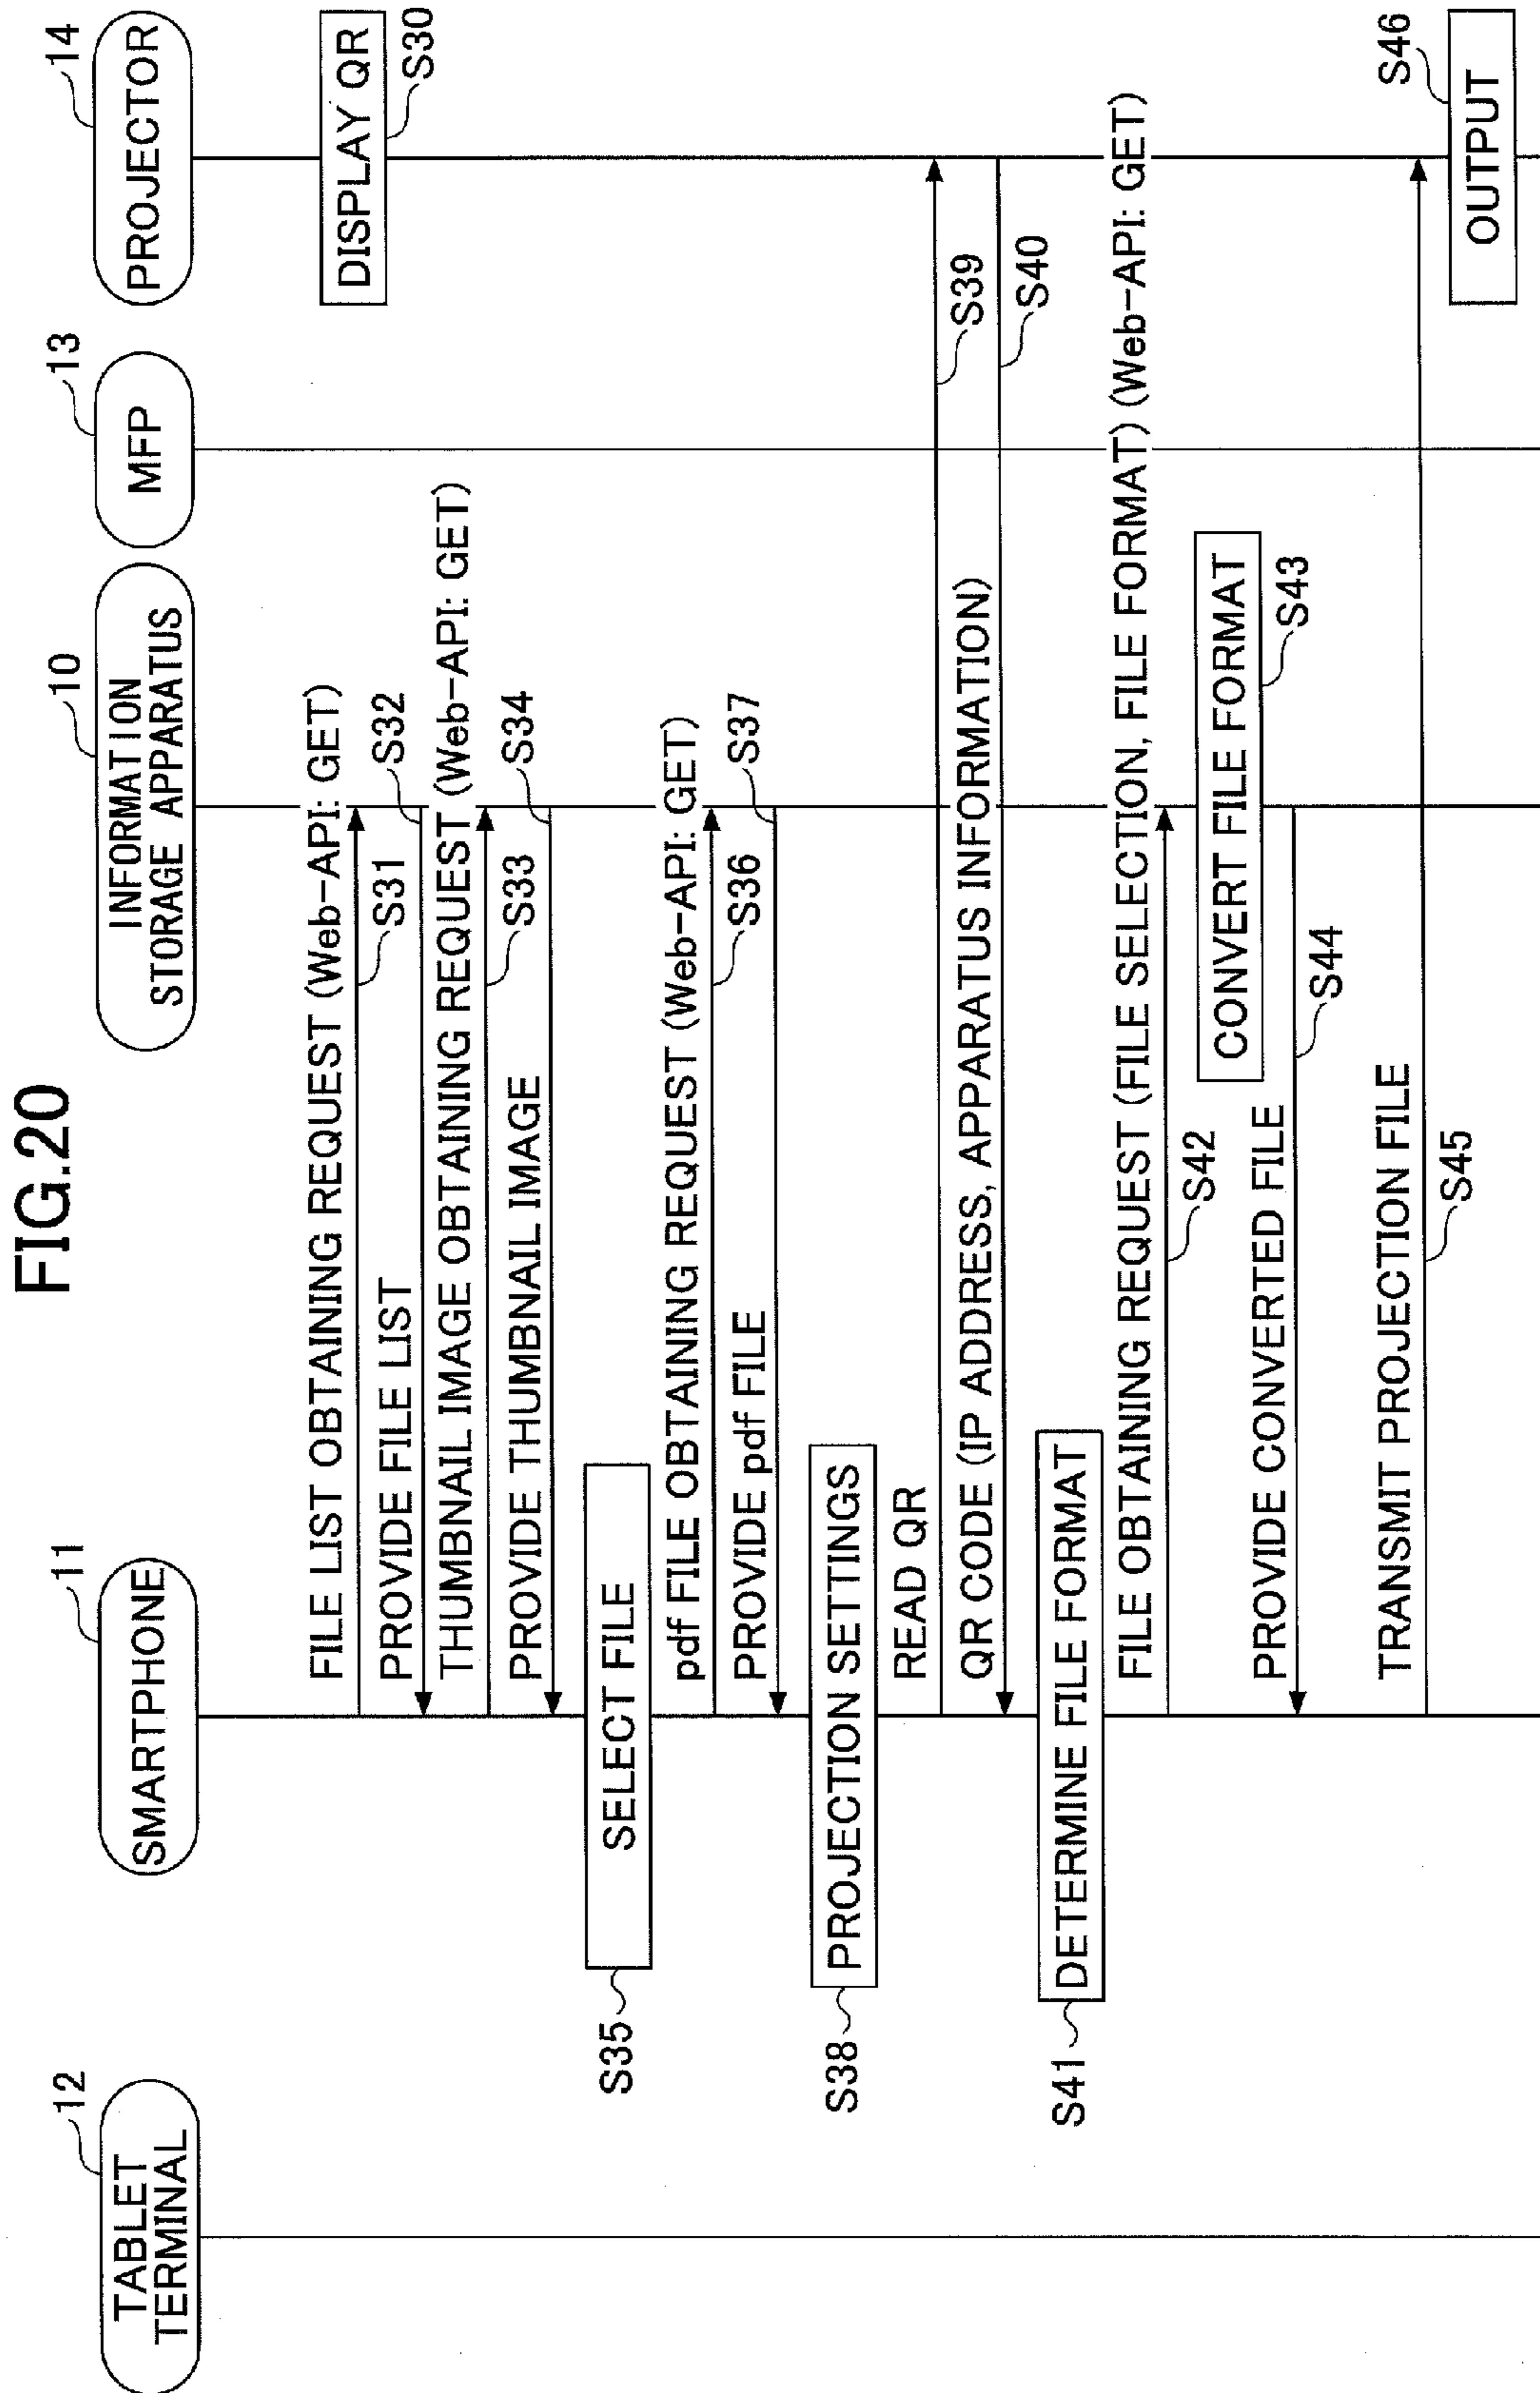 FIG.20
12
TABLET
TERMINAL
11
SMARTPHONE
10
INFORMATION
STORAGE APPARATUS
13
MFP
14
PROJECTOR
DISPLAY QR
S30
FILE LIST OBTAINING REQUEST (Web-API: GET)
S31
PROVIDE FILE LIST
S32
THUMBNAIL IMAGE OBTAINING REQUEST (Web-API: GET)
S33
PROVIDE THUMBNAIL IMAGE
S34
S35
SELECT FILE
pdf FILE OBTAINING REQUEST (Web-API: GET)
S36
PROVIDE pdf FILE
S37
S38
PROJECTION SETTINGS
READ QR
S39
QR CODE (IP ADDRESS, APPARATUS INFORMATION)
S40
S41
DETERMINE FILE FORMAT
FILE OBTAINING REQUEST (FILE SELECTION, FILE FORMAT) (Web-API: GET)
S42
CONVERT FILE FORMAT
S43
PROVIDE CONVERTED FILE
S44
TRANSMIT PROJECTION FILE
S45
S46
OUTPUT